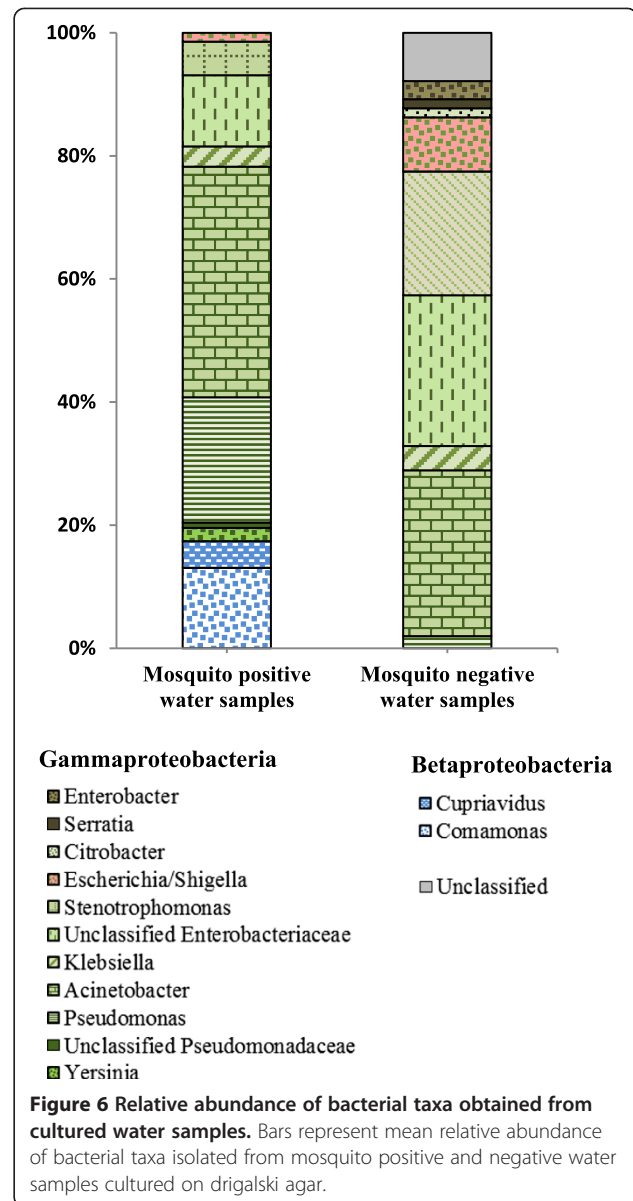 100%
80%
60%
40%
20%
0%
Mosquito positive
water samples
Mosquito negative
water samples
Gammaproteobacteria
Enterobacter
Serratia
Citrobacter
Escherichia/Shigella
Stenotrophomonas
Unclassified Enterobacteriaceae
Klebsiella
Acinetobacter
Pseudomonas
Unclassified Pseudomonadaceae
Yersinia
Betaproteobacteria
Cupriavidus
Comamonas
Unclassified
Figure 6 Relative abundance of bacterial taxa obtained from
cultured water samples. Bars represent mean relative abundance
of bacterial taxa isolated from mosquito positive and negative water
samples cultured on drigalski agar.